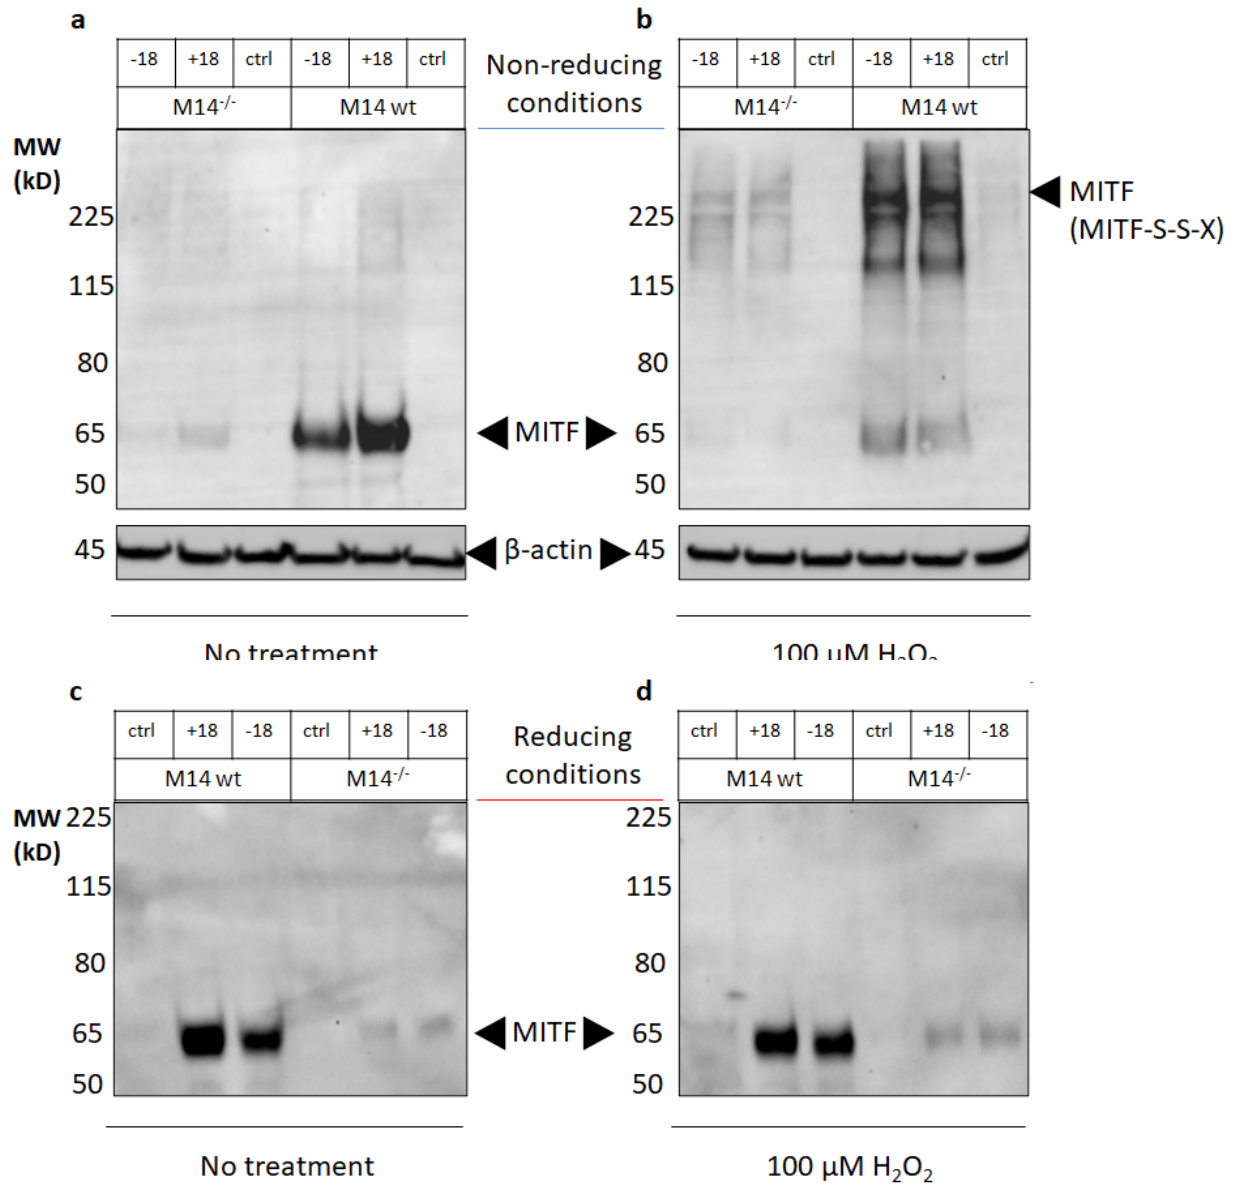 a
b
-18 +18 ctrl -18 +18 ctrl
M14-/- M14 wt
Non-reducing
conditions
-18 +18 ctrl -18 +18 ctrl
M14-/- M14 wt
MW
(kD)
225
115
80
65
50
45
MITF
β-actin
225
115
80
65
50
45
MITF
(MITF-S-S-X)
No treatment
100 µM H2O2
c
d
ctrl +18 -18 ctrl +18 -18
M14 wt M14-/-
Reducing
conditions
ctrl +18 -18 ctrl +18 -18
M14 wt M14-/-
MW
(kD)
225
115
80
65
50
MITF
225
115
80
65
50
No treatment
100 µM H2O2